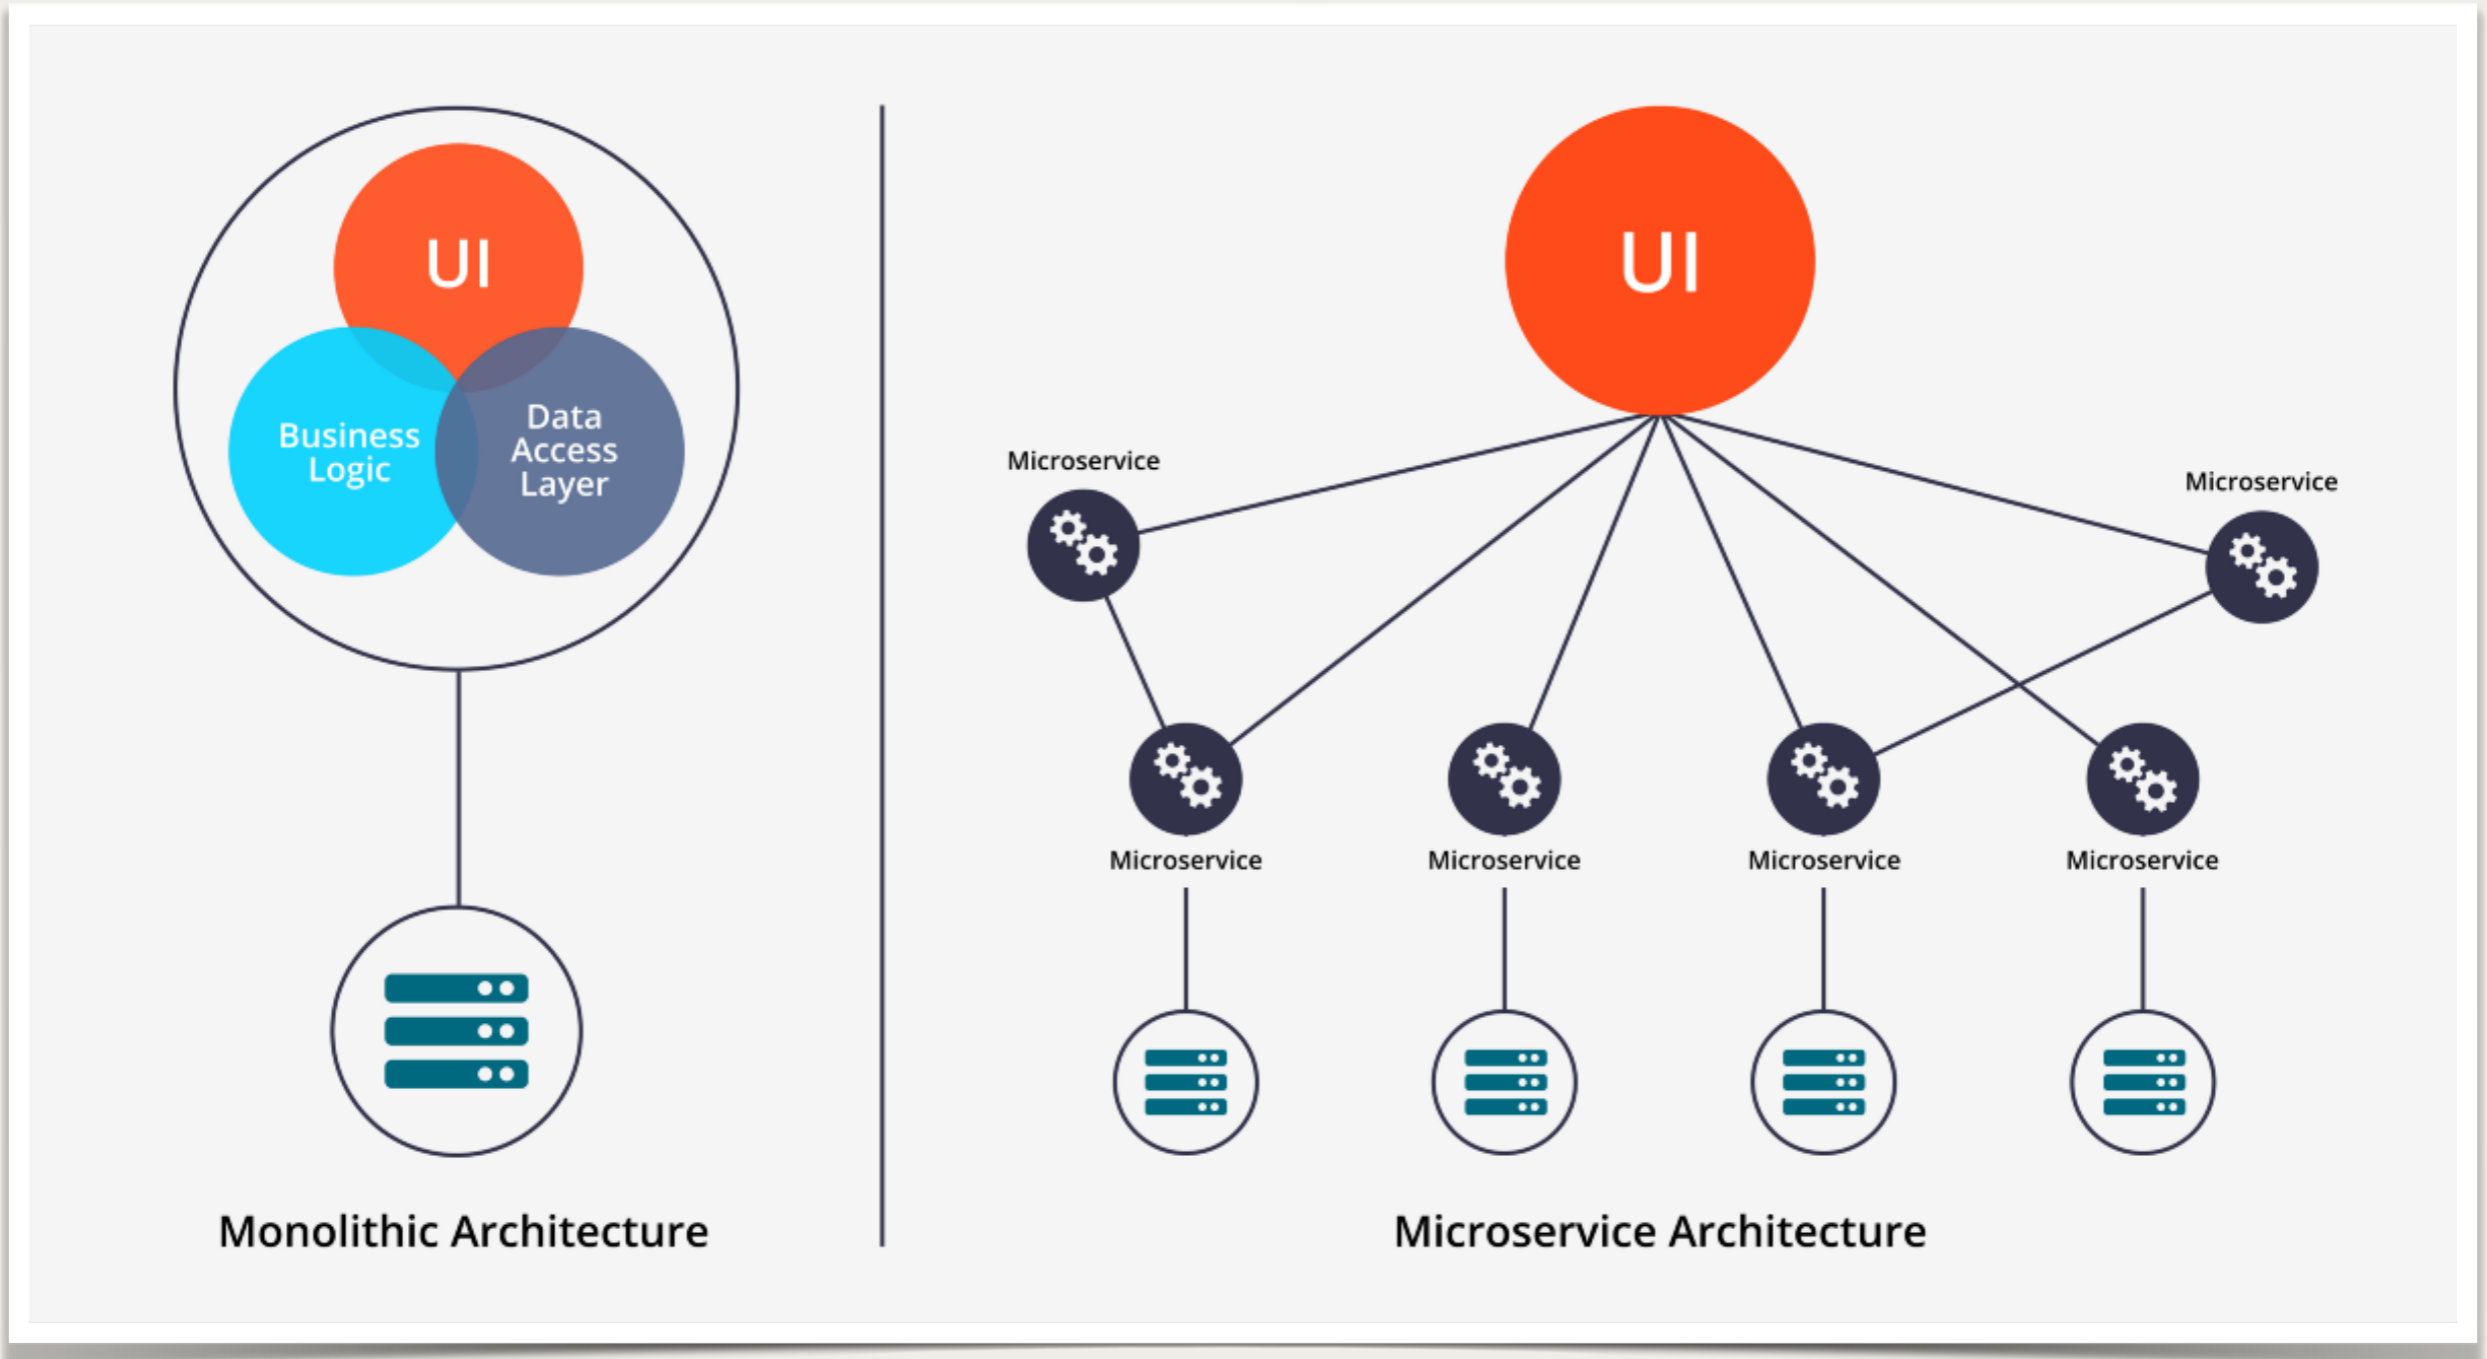 UI
Business
Logic
Data
Access
Layer
Monolithic Architecture
UI
Microservice
Microservice
Microservice
Microservice
Microservice
Microservice
Microservice Architecture